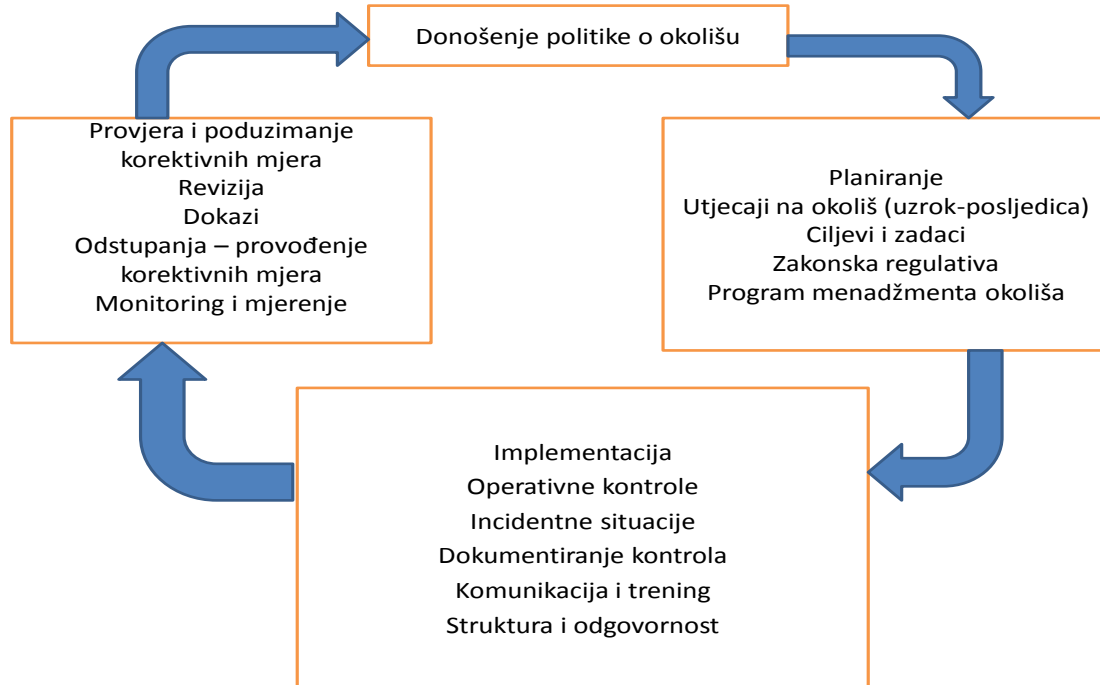 Donošenje politike o okolišu
Provjera i poduzimanje
korektivnih mjera
Revizija
Dokazi
Odstupanja – provođenje
korektivnih mjera
Monitoring i mjerenje
Planiranje
Utjecaji na okoliš (uzrok-posljedica)
Ciljevi i zadaci
Zakonska regulativa
Program menadžmenta okoliša
Implementacija
Operativne kontrole
Incidentne situacije
Dokumentiranje kontrola
Komunikacija i trening
Struktura i odgovornost